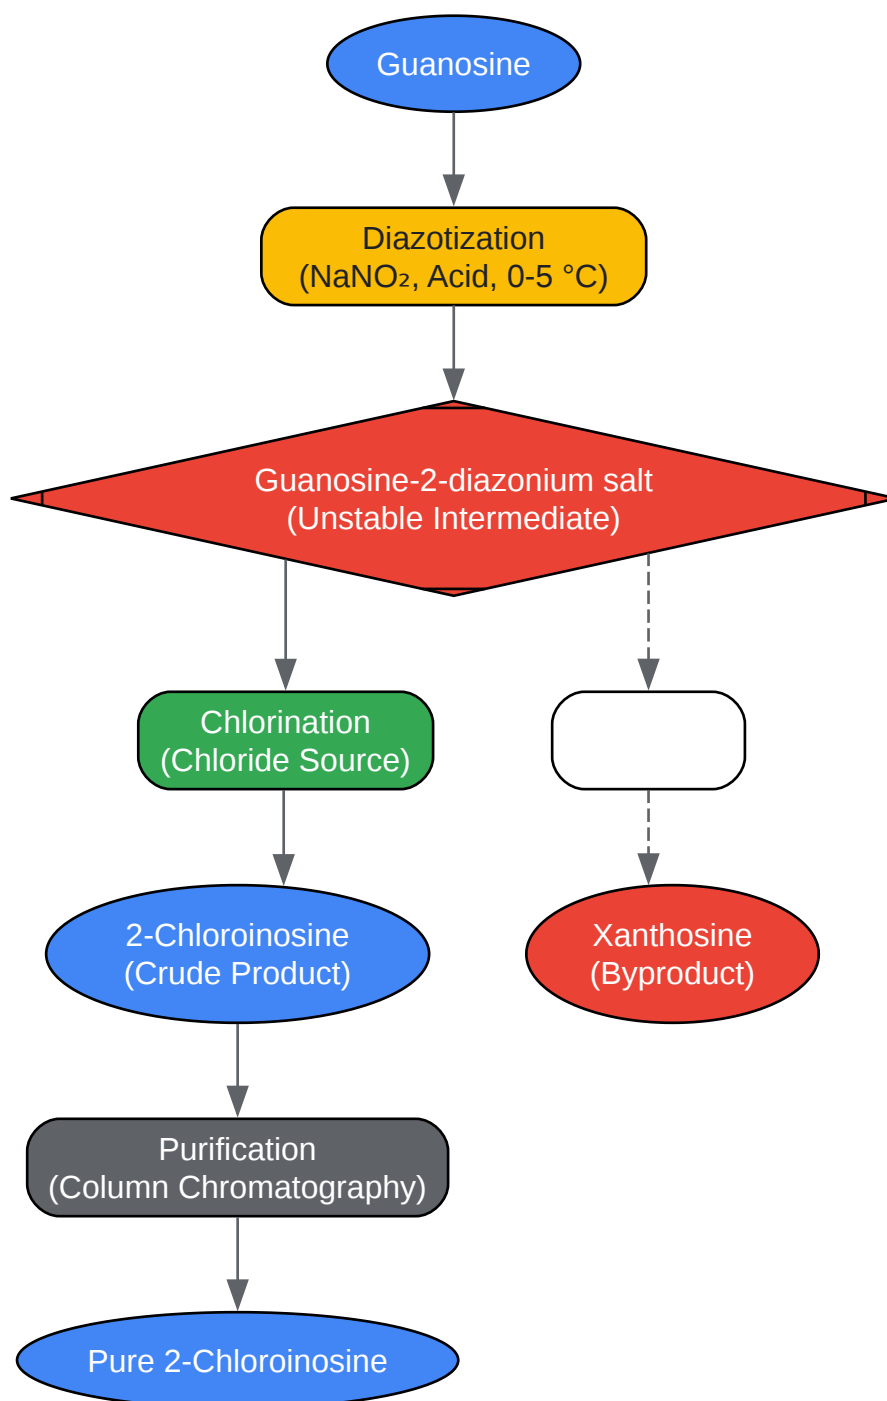 Guanosine
Diazotization
(NaNO₂, Acid, 0-5 °C)
Guanosine-2-diazonium salt
(Unstable Intermediate)
Chlorination
(Chloride Source)
2-Chloroinosine
(Crude Product)
Xanthosine
(Byproduct)
Purification
(Column Chromatography)
Pure 2-Chloroinosine